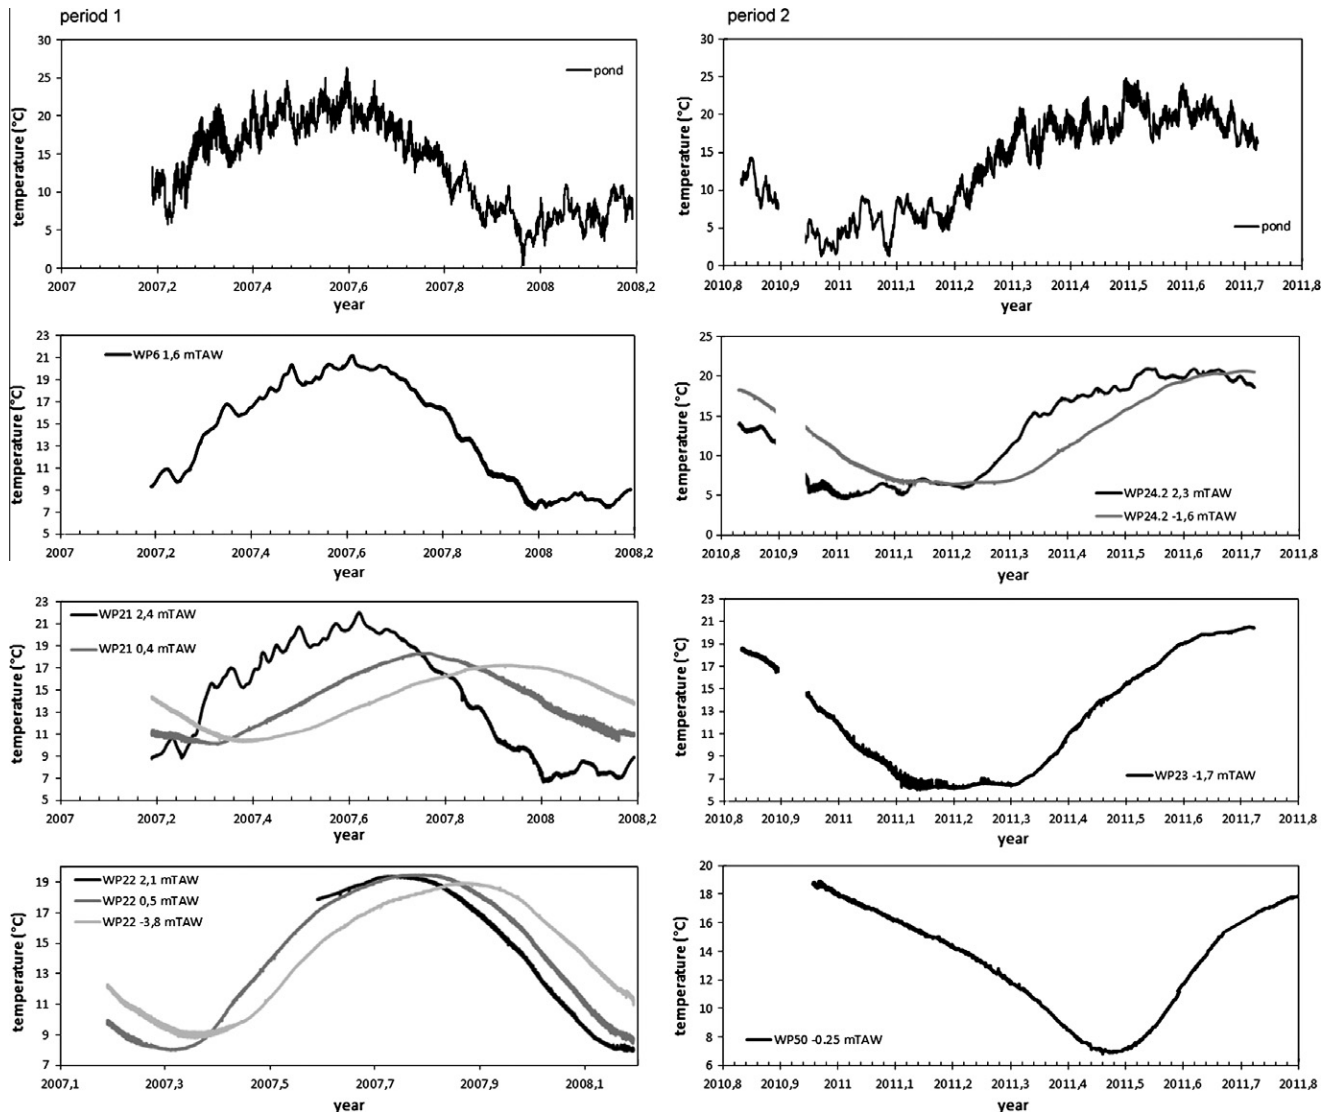 period 1
30
25
20
15
10
5
0
temperature (°C)
pond
2007 2007,2 2007,4 2007,6 2007,8 2008 2008,2
year
period 2
30
25
20
15
10
5
0
temperature (°C)
pond
2010,8 2010,9 2011 2011,1 2011,2 2011,3 2011,4 2011,5 2011,6 2011,7 2011,8
year
23
21
19
17
15
13
11
9
7
5
temperature (°C)
WP6 1,6 mTAW
2007 2007,2 2007,4 2007,6 2007,8 2008 2008,2
year
25
20
15
10
5
0
temperature (°C)
WP24.2 2,3 mTAW
WP24.2 -1,6 mTAW
2010,8 2010,9 2011 2011,1 2011,2 2011,3 2011,4 2011,5 2011,6 2011,7 2011,8
year
23
21
19
17
15
13
11
9
7
5
temperature (°C)
WP21 2,4 mTAW
WP21 0,4 mTAW
2007 2007,2 2007,4 2007,6 2007,8 2008 2008,2
year
23
21
19
17
15
13
11
9
7
5
temperature (°C)
WP23 -1,7 mTAW
2010,8 2010,9 2011 2011,1 2011,2 2011,3 2011,4 2011,5 2011,6 2011,7 2011,8
year
19
17
15
13
11
9
7
temperature (°C)
WP22 2,1 mTAW
WP22 0,5 mTAW
WP22 -3,8 mTAW
2007,1 2007,3 2007,5 2007,7 2007,9 2008,1
year
20
18
16
14
12
10
8
6
temperature (°C)
WP50 -0.25 mTAW
2010,8 2010,9 2011 2011,1 2011,2 2011,3 2011,4 2011,5 2011,6 2011,7 2011,8
year